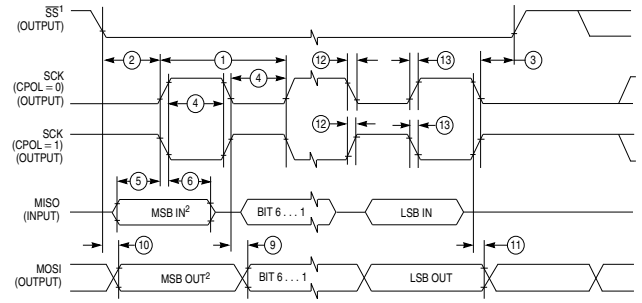 SS¹
(OUTPUT)
2
1
12
13
3
SCK
(CPOL = 0)
(OUTPUT)
4
4
SCK
(CPOL = 1)
(OUTPUT)
12
13
5
6
MISO
(INPUT)
MSB IN²
BIT 6 . . . 1
LSB IN
10
9
11
MOSI
(OUTPUT)
MSB OUT²
BIT 6 . . . 1
LSB OUT